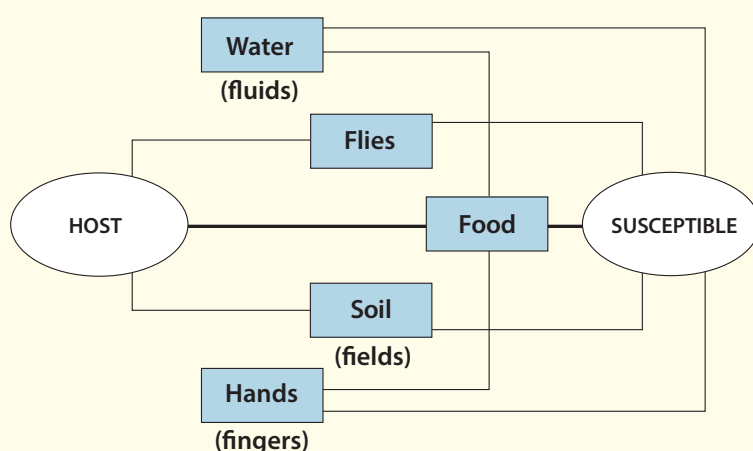 Water
(fluids)
Flies
HOST
Food
SUSCEPTIBLE
Soil
(fields)
Hands
(fingers)